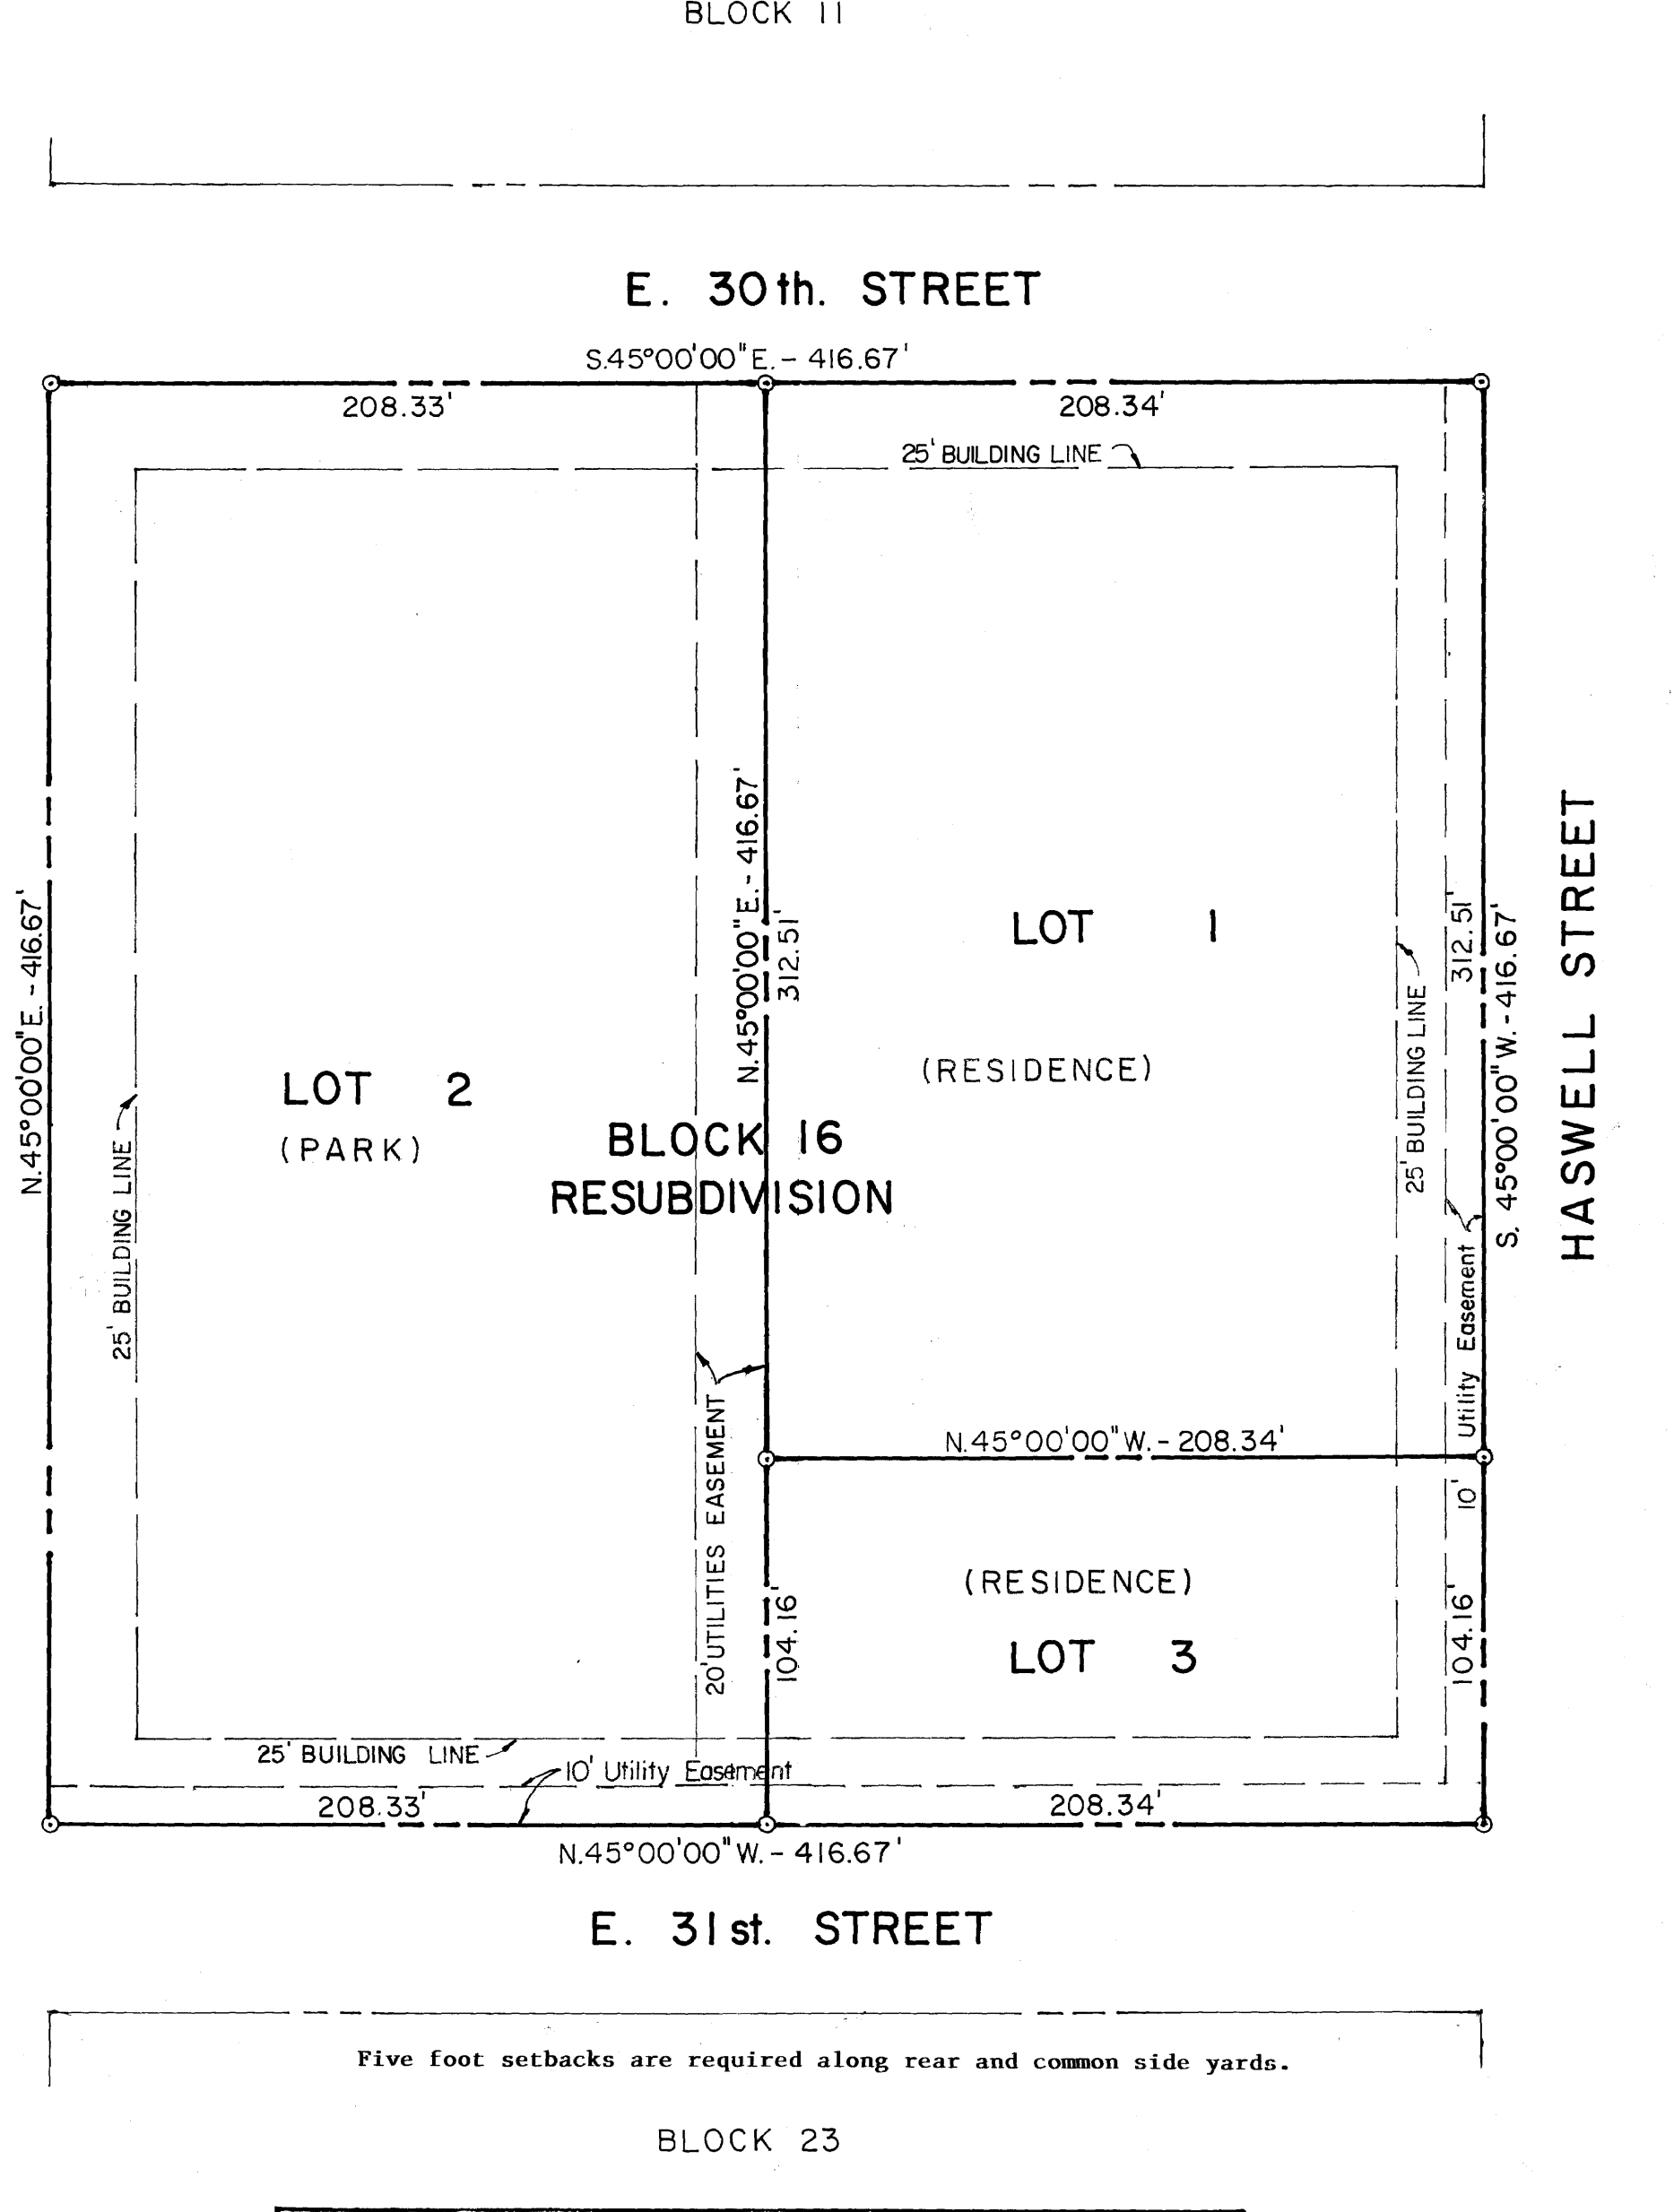 BLOCK 11
E. 30th. STREET
S.45°00'00"E. - 416.67'
208.33'
208.34'
25' BUILDING LINE
N.45°00'00"E. - 416.67'
312.51'
312.51'
S. 45°00'00"W. - 416.67'
HASWELL STREET
N.45°00'00"E. - 416.67'
LOT 1
(RESIDENCE)
LOT 2
(PARK)
BLOCK 16
RESUBDIVISION
25' BUILDING LINE
25' BUILDING LINE
10' Utility Easement
20' UTILITIES EASEMENT
N.45°00'00"W. - 208.34'
(RESIDENCE)
LOT 3
104.16'
104.16'
25' BUILDING LINE
10' Utility Easement
208.33'
208.34'
N.45°00'00"W. - 416.67'
E. 31st. STREET
Five foot setbacks are required along rear and common side yards.
BLOCK 23